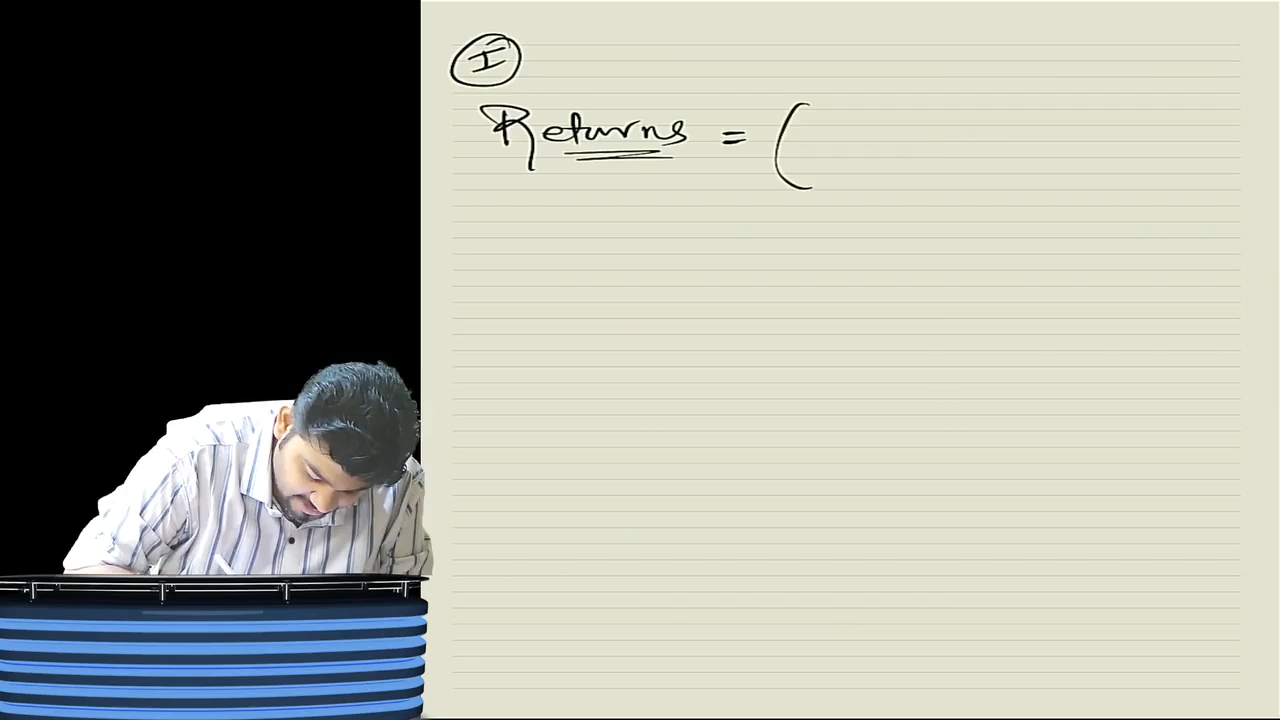 I
Returns = (